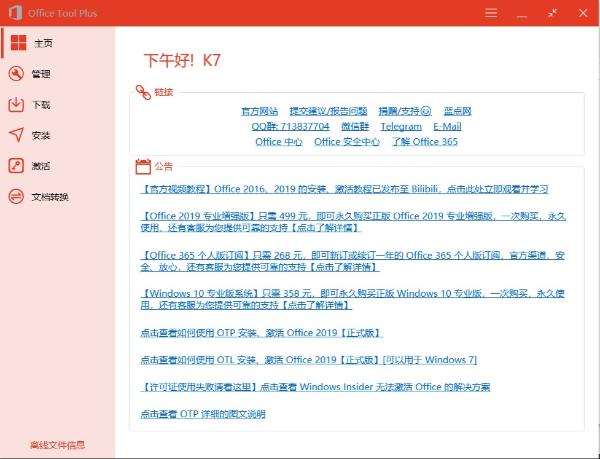 Office Tool Plus
主页
管理
下载
安装
激活
文档转换
离线文件信息
下午好! K7
链接
官方网站 提交建议/报告问题 捐赠/支持 蓝点网
QQ群: 713837704 微信群 Telegram E-Mail
Office 中心 Office 安全中心 了解 Office 365
公告
【官方视频教程】Office 2016、2019 的安装、激活教程已发布至 Bilibili，点击此处立即观看并学习
【Office 2019 专业增强版】只需 499 元，即可永久购买正版 Office 2019 专业增强版，一次购买，永久
使用，还有客服为您提供可靠的支持【点击了解详情】
【Office 365 个人版订阅】只需 268 元，即可新订或续订一年的 Office 365 个人版订阅，官方渠道，安
全、放心，还有客服为您提供可靠的支持【点击了解详情】
【Windows 10 专业版系统】只需 358 元，即可永久购买正版 Windows 10 专业版，一次购买，永久使
用，还有客服为您提供可靠的支持【点击了解详情】
点击查看如何使用 OTP 安装、激活 Office 2019【正式版】
点击查看如何使用 OTL 安装、激活 Office 2019【正式版】[可以用于 Windows 7]
【许可证使用失败请看这里】点击查看 Windows Insider 无法激活 Office 的解决方案
点击查看 OTP 详细的图文说明